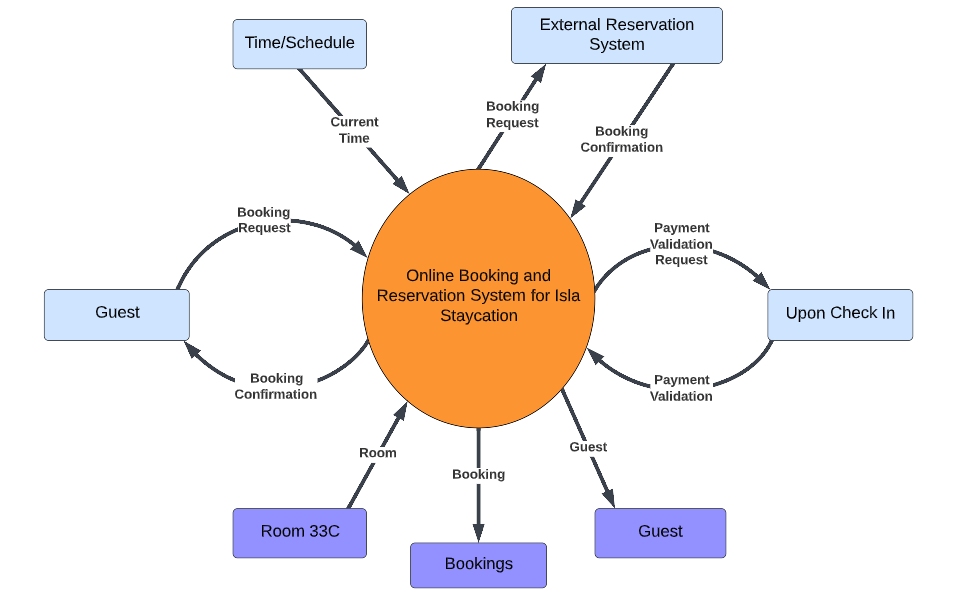 Time/Schedule
External Reservation
System
Current
Time
Booking
Request
Booking
Confirmation
Booking
Request
Payment
Validation
Request
Guest
Online Booking and
Reservation System for Isla
Staycation
Upon Check In
Booking
Confirmation
Payment
Validation
Room
Booking
Guest
Room 33C
Bookings
Guest